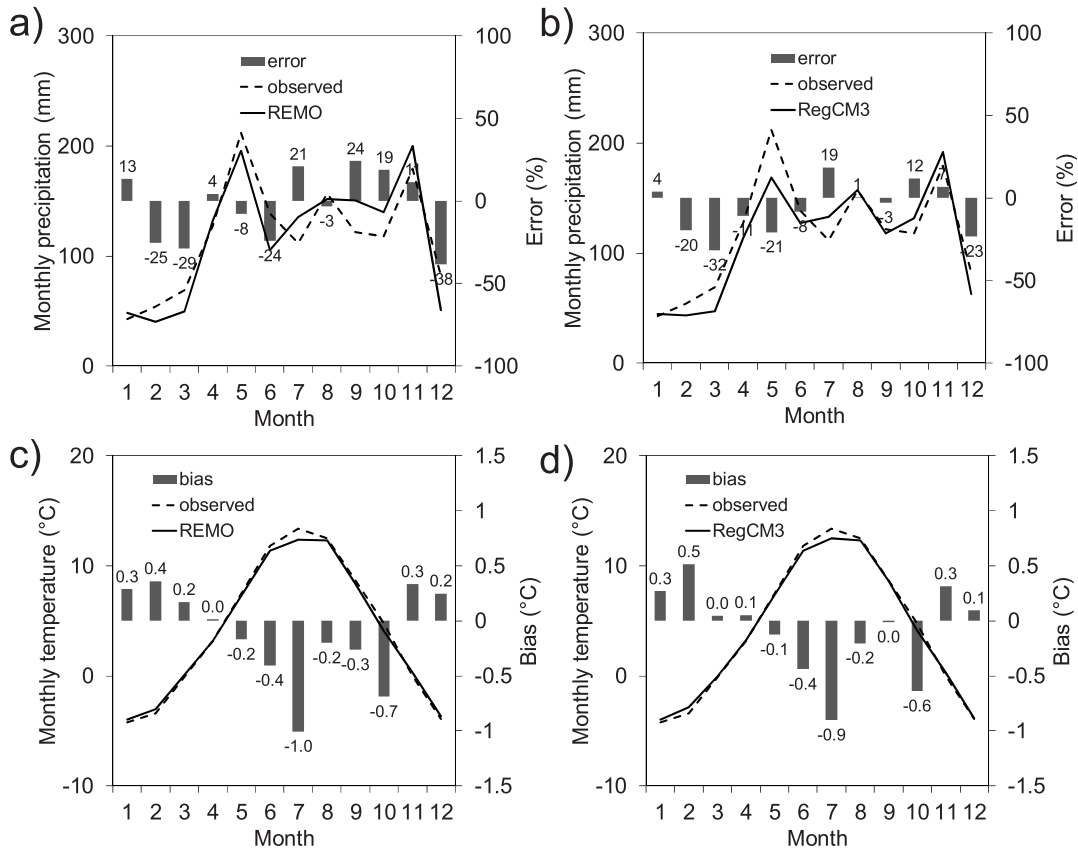 a)
300
200
100
0
Monthly precipitation (mm)
error
observed
REMO
13
-25
-29
4
-8
-24
21
-3
24
19
-38
100
50
0
-50
-100
Error (%)
1 2 3 4 5 6 7 8 9 10 11 12
Month
b)
300
200
100
0
Monthly precipitation (mm)
error
observed
RegCM3
4
-20
-32
-11
-21
-8
19
1
-3
12
-23
100
50
0
-50
-100
Error (%)
1 2 3 4 5 6 7 8 9 10 11 12
Month
c)
20
10
0
-10
Monthly temperature (°C)
bias
observed
REMO
0.3
0.4
0.2
0.0
-0.2
-0.4
-1.0
-0.2
-0.3
-0.7
0.3
0.2
1.5
1
0.5
0
-0.5
-1
-1.5
Bias (°C)
1 2 3 4 5 6 7 8 9 10 11 12
Month
d)
20
10
0
-10
Monthly temperature (°C)
bias
observed
RegCM3
0.3
0.5
0.0
0.1
-0.1
-0.4
-0.9
-0.2
0.0
-0.6
0.3
0.1
1.5
1
0.5
0
-0.5
-1
-1.5
Bias (°C)
1 2 3 4 5 6 7 8 9 10 11 12
Month